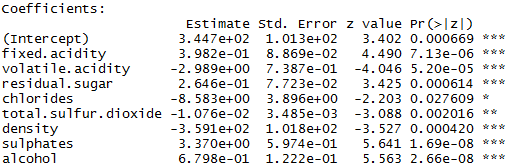 Coefficients:
Estimate Std. Error z value Pr(>|z|)
(Intercept) 3.447e+02 1.013e+02 3.402 0.000669 ***
fixed.acidity 3.982e-01 8.869e-02 4.490 7.13e-06 ***
volatile.acidity -2.989e+00 7.387e-01 -4.046 5.20e-05 ***
residual.sugar 2.646e-01 7.723e-02 3.425 0.000614 ***
chlorides -8.583e+00 3.896e+00 -2.203 0.027609 *
total.sulfur.dioxide -1.076e-02 3.485e-03 -3.088 0.002016 **
density -3.591e+02 1.018e+02 -3.527 0.000420 ***
sulphates 3.370e+00 5.974e-01 5.641 1.69e-08 ***
alcohol 6.798e-01 1.222e-01 5.563 2.66e-08 ***